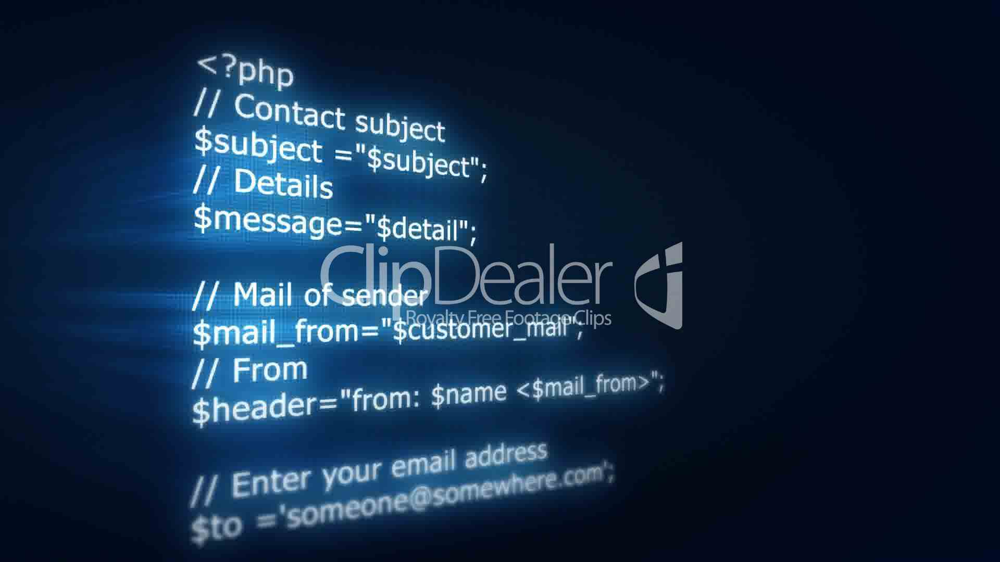 <?php
// Contact subject
$subject ="$subject";
// Details
$message="$detail";
// Mail of sender
$mail_from="$customer_mail";
// From
$header="from: $name <$mail_from>";
// Enter your email address
$to ='someone@somewhere.com';
ClipDealer
Royalty Free Footage Clips